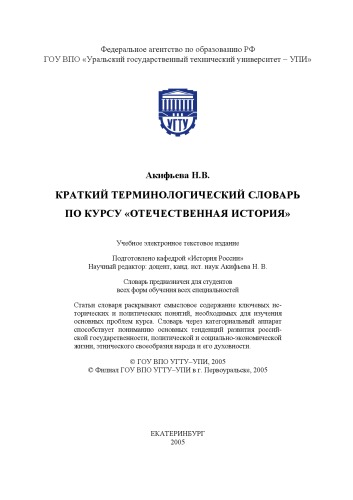 Федеральное агентство по образованию РФ
ГОУ ВПО «Уральский государственный технический университет – УПИ»
УГТУ
Акифьева Н.В.
КРАТКИЙ ТЕРМИНОЛОГИЧЕСКИЙ СЛОВАРЬ
ПО КУРСУ «ОТЕЧЕСТВЕННАЯ ИСТОРИЯ»
Учебное электронное текстовое издание
Подготовлено кафедрой «История России»
Научный редактор: доцент, канд. ист. наук Акифьева Н. В.
Словарь предназначен для студентов
всех форм обучения всех специальностей
Статьи словаря раскрывают смысловое содержание ключевых ис-
торических и политических понятий, необходимых для изучения
основных проблем курса. Словарь через категориальный аппарат
способствует пониманию основных тенденций развития россий-
ской государственности, политической и социально-экономической
жизни, этнического своеобразия народа и его духовности.
© ГОУ ВПО УГТУ–УПИ, 2005
© Филиал ГОУ ВПО УГТУ–УПИ в г. Первоуральске, 2005
ЕКАТЕРИНБУРГ
2005